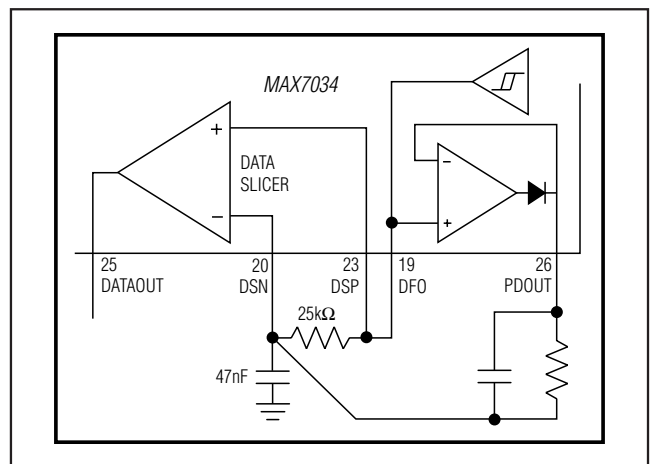 MAX7034
+
DATA
SLICER
−
−
+
25
DATAOUT
20
DSN
23
DSP
19
DFO
26
PDOUT
25kΩ
47nF